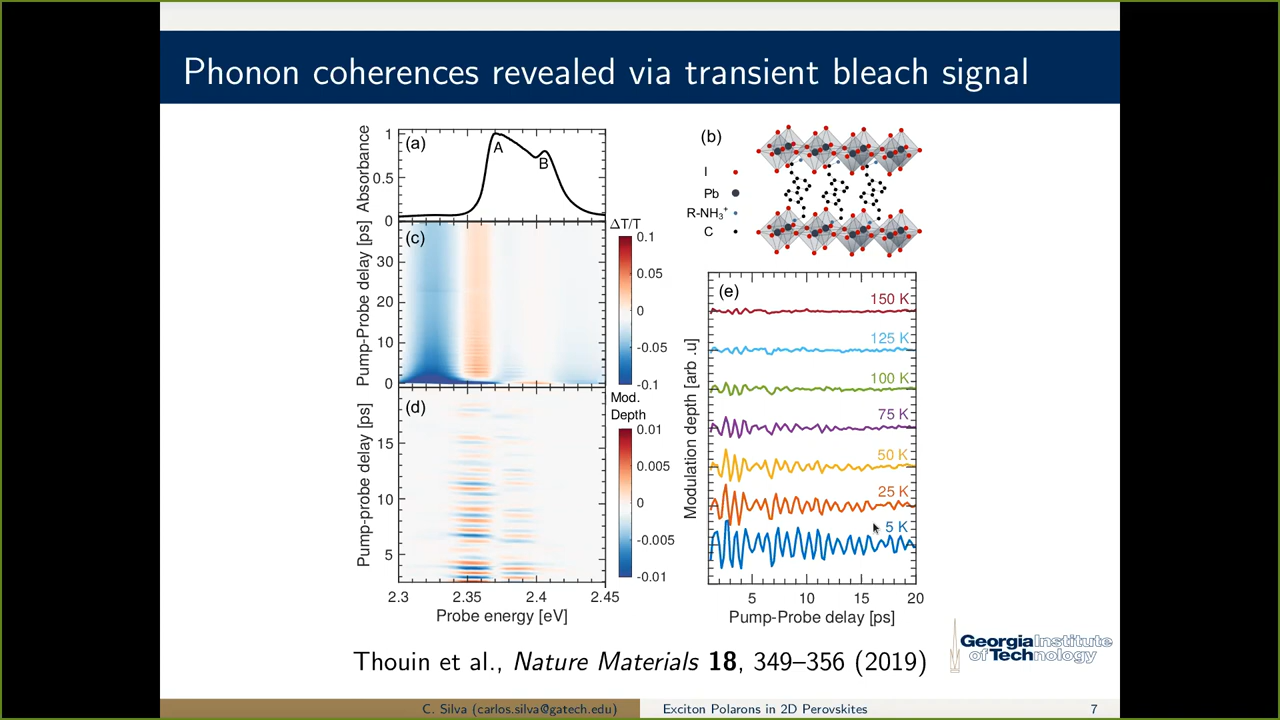 Phonon coherences revealed via transient bleach signal
(a)
A
B
1
0.5
0
Absorbance
(b)
I
Pb
R-NH₃⁺
C
(c)
30
20
10
0
Pump-Probe delay [ps]
ΔT/T
0.1
0.05
0
-0.05
-0.1
(d)
15
10
5
Pump-probe delay [ps]
Mod.
Depth
0.01
0.005
0
-0.005
-0.01
2.3 2.35 2.4 2.45
Probe energy [eV]
(e)
150 K
125 K
100 K
75 K
50 K
25 K
5 K
Modulation depth [arb .u]
5 10 15 20
Pump-Probe delay [ps]
Thouin et al., Nature Materials 18, 349–356 (2019)
Georgia Institute
of Technology
C. Silva (carlos.silva@gatech.edu) Exciton Polarons in 2D Perovskites 7